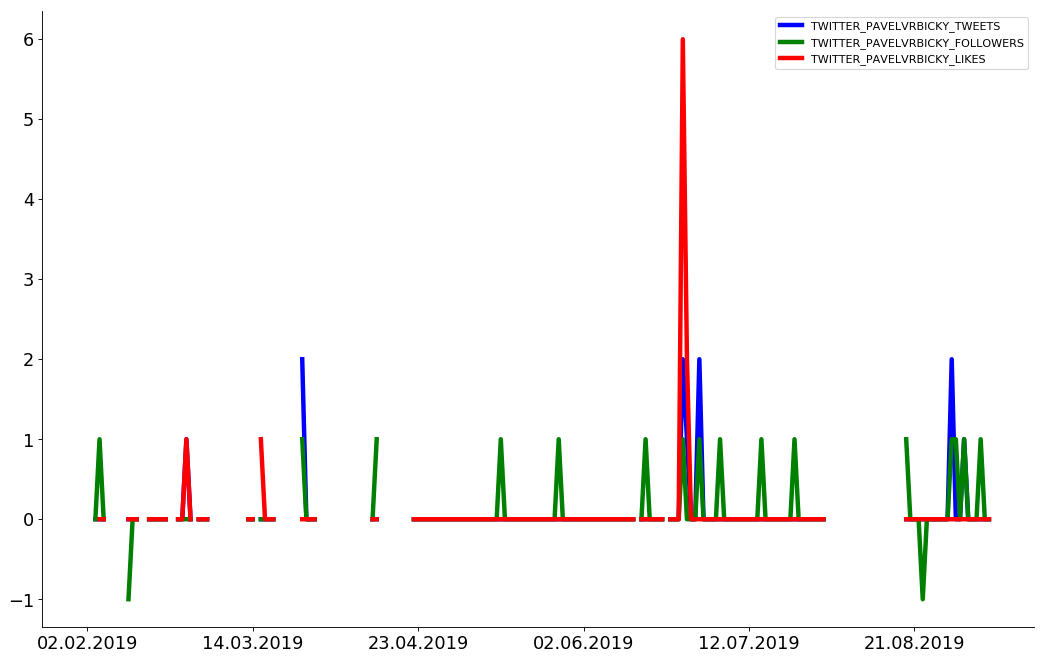 TWITTER_PAVELVRBICKY_TWEETS
TWITTER_PAVELVRBICKY_FOLLOWERS
TWITTER_PAVELVRBICKY_LIKES
6
5
4
3
2
1
0
−1
02.02.2019 14.03.2019 23.04.2019 02.06.2019 12.07.2019 21.08.2019